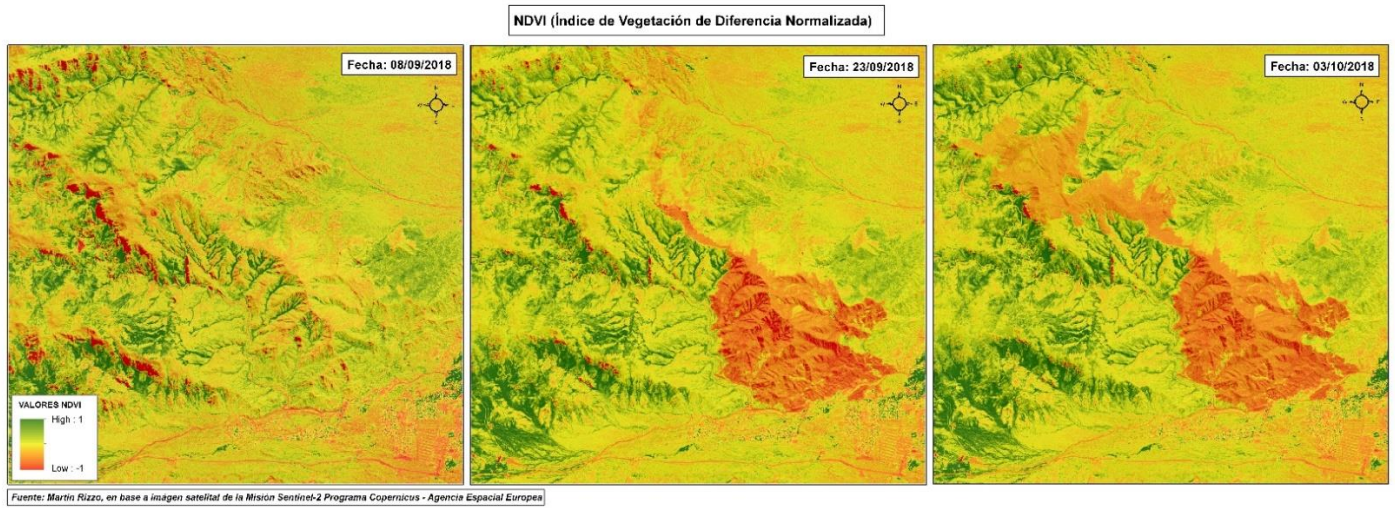 NDVI (Índice de Vegetación de Diferencia Normalizada)
Fecha: 08/09/2018
Fecha: 23/09/2018
Fecha: 03/10/2018
VALORES NDVI
High : 1
Low : -1
Fuente: Martín Rizzo, en base a imágen satelital de la Misión Sentinel-2 Programa Copernicus - Agencia Espacial Europea